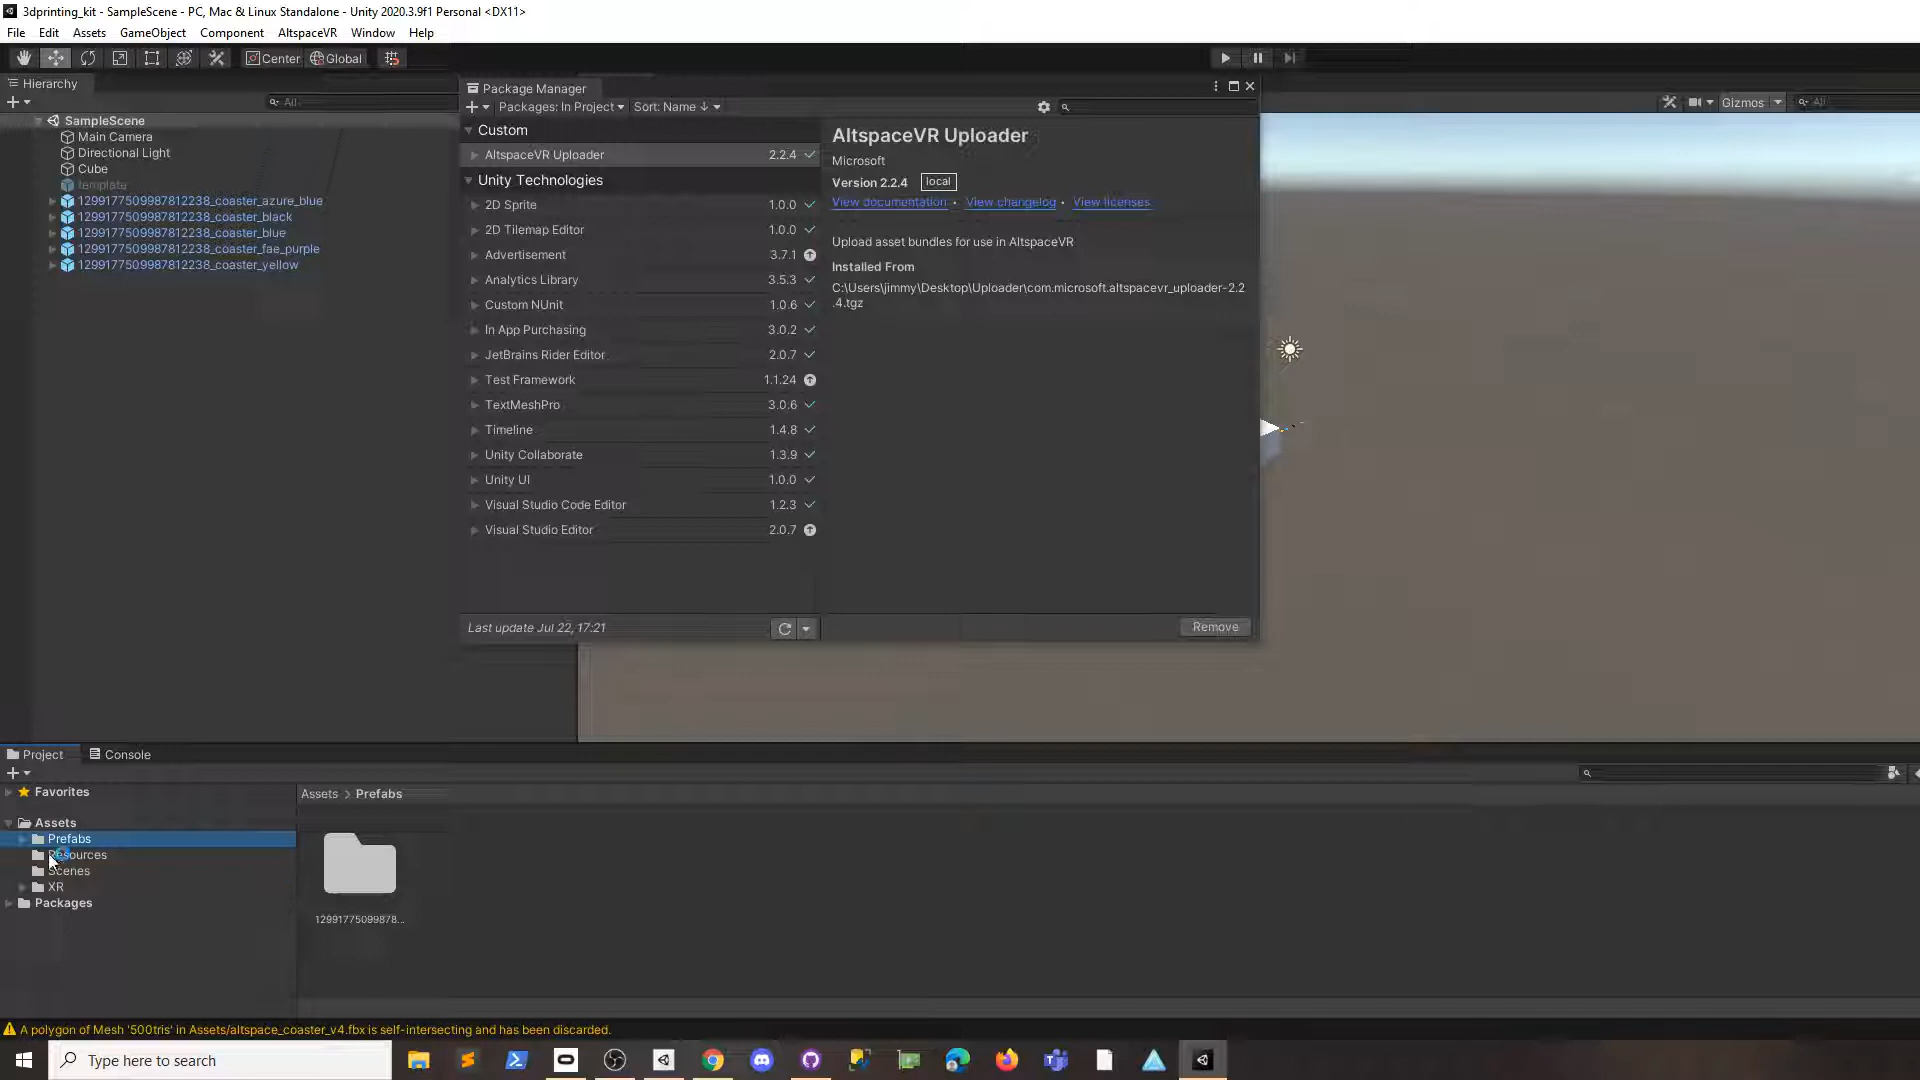 3dprinting_kit - SampleScene - PC, Mac & Linux Standalone - Unity 2020.3.9f1 Personal <DX11>
File Edit Assets GameObject Component AltspaceVR Window Help
Center Global
Hierarchy
All
SampleScene
Main Camera
Directional Light
Cube
template
1299177509987812238_coaster_azure_blue
1299177509987812238_coaster_black
1299177509987812238_coaster_blue
1299177509987812238_coaster_fae_purple
1299177509987812238_coaster_yellow
Package Manager
Packages: In Project Sort: Name ↓
Custom
AltspaceVR Uploader 2.2.4
Unity Technologies
2D Sprite 1.0.0
2D Tilemap Editor 1.0.0
Advertisement 3.7.1
Analytics Library 3.5.3
Custom NUnit 1.0.6
In App Purchasing 3.0.2
JetBrains Rider Editor 2.0.7
Test Framework 1.1.24
TextMeshPro 3.0.6
Timeline 1.4.8
Unity Collaborate 1.3.9
Unity UI 1.0.0
Visual Studio Code Editor 1.2.3
Visual Studio Editor 2.0.7
Last update Jul 22, 17:21
AltspaceVR Uploader
Microsoft
Version 2.2.4 local
View documentation • View changelog • View licenses
Upload asset bundles for use in AltspaceVR
Installed From
C:\Users\jimmy\Desktop\Uploader\com.microsoft.altspacevr_uploader-2.2
.4.tgz
Remove
Gizmos All
Project Console
Favorites
Assets
Prefabs
Resources
Scenes
XR
Packages
Assets > Prefabs
12991775099878...
A polygon of Mesh '500tris' in Assets/altspace_coaster_v4.fbx is self-intersecting and has been discarded.
Type here to search